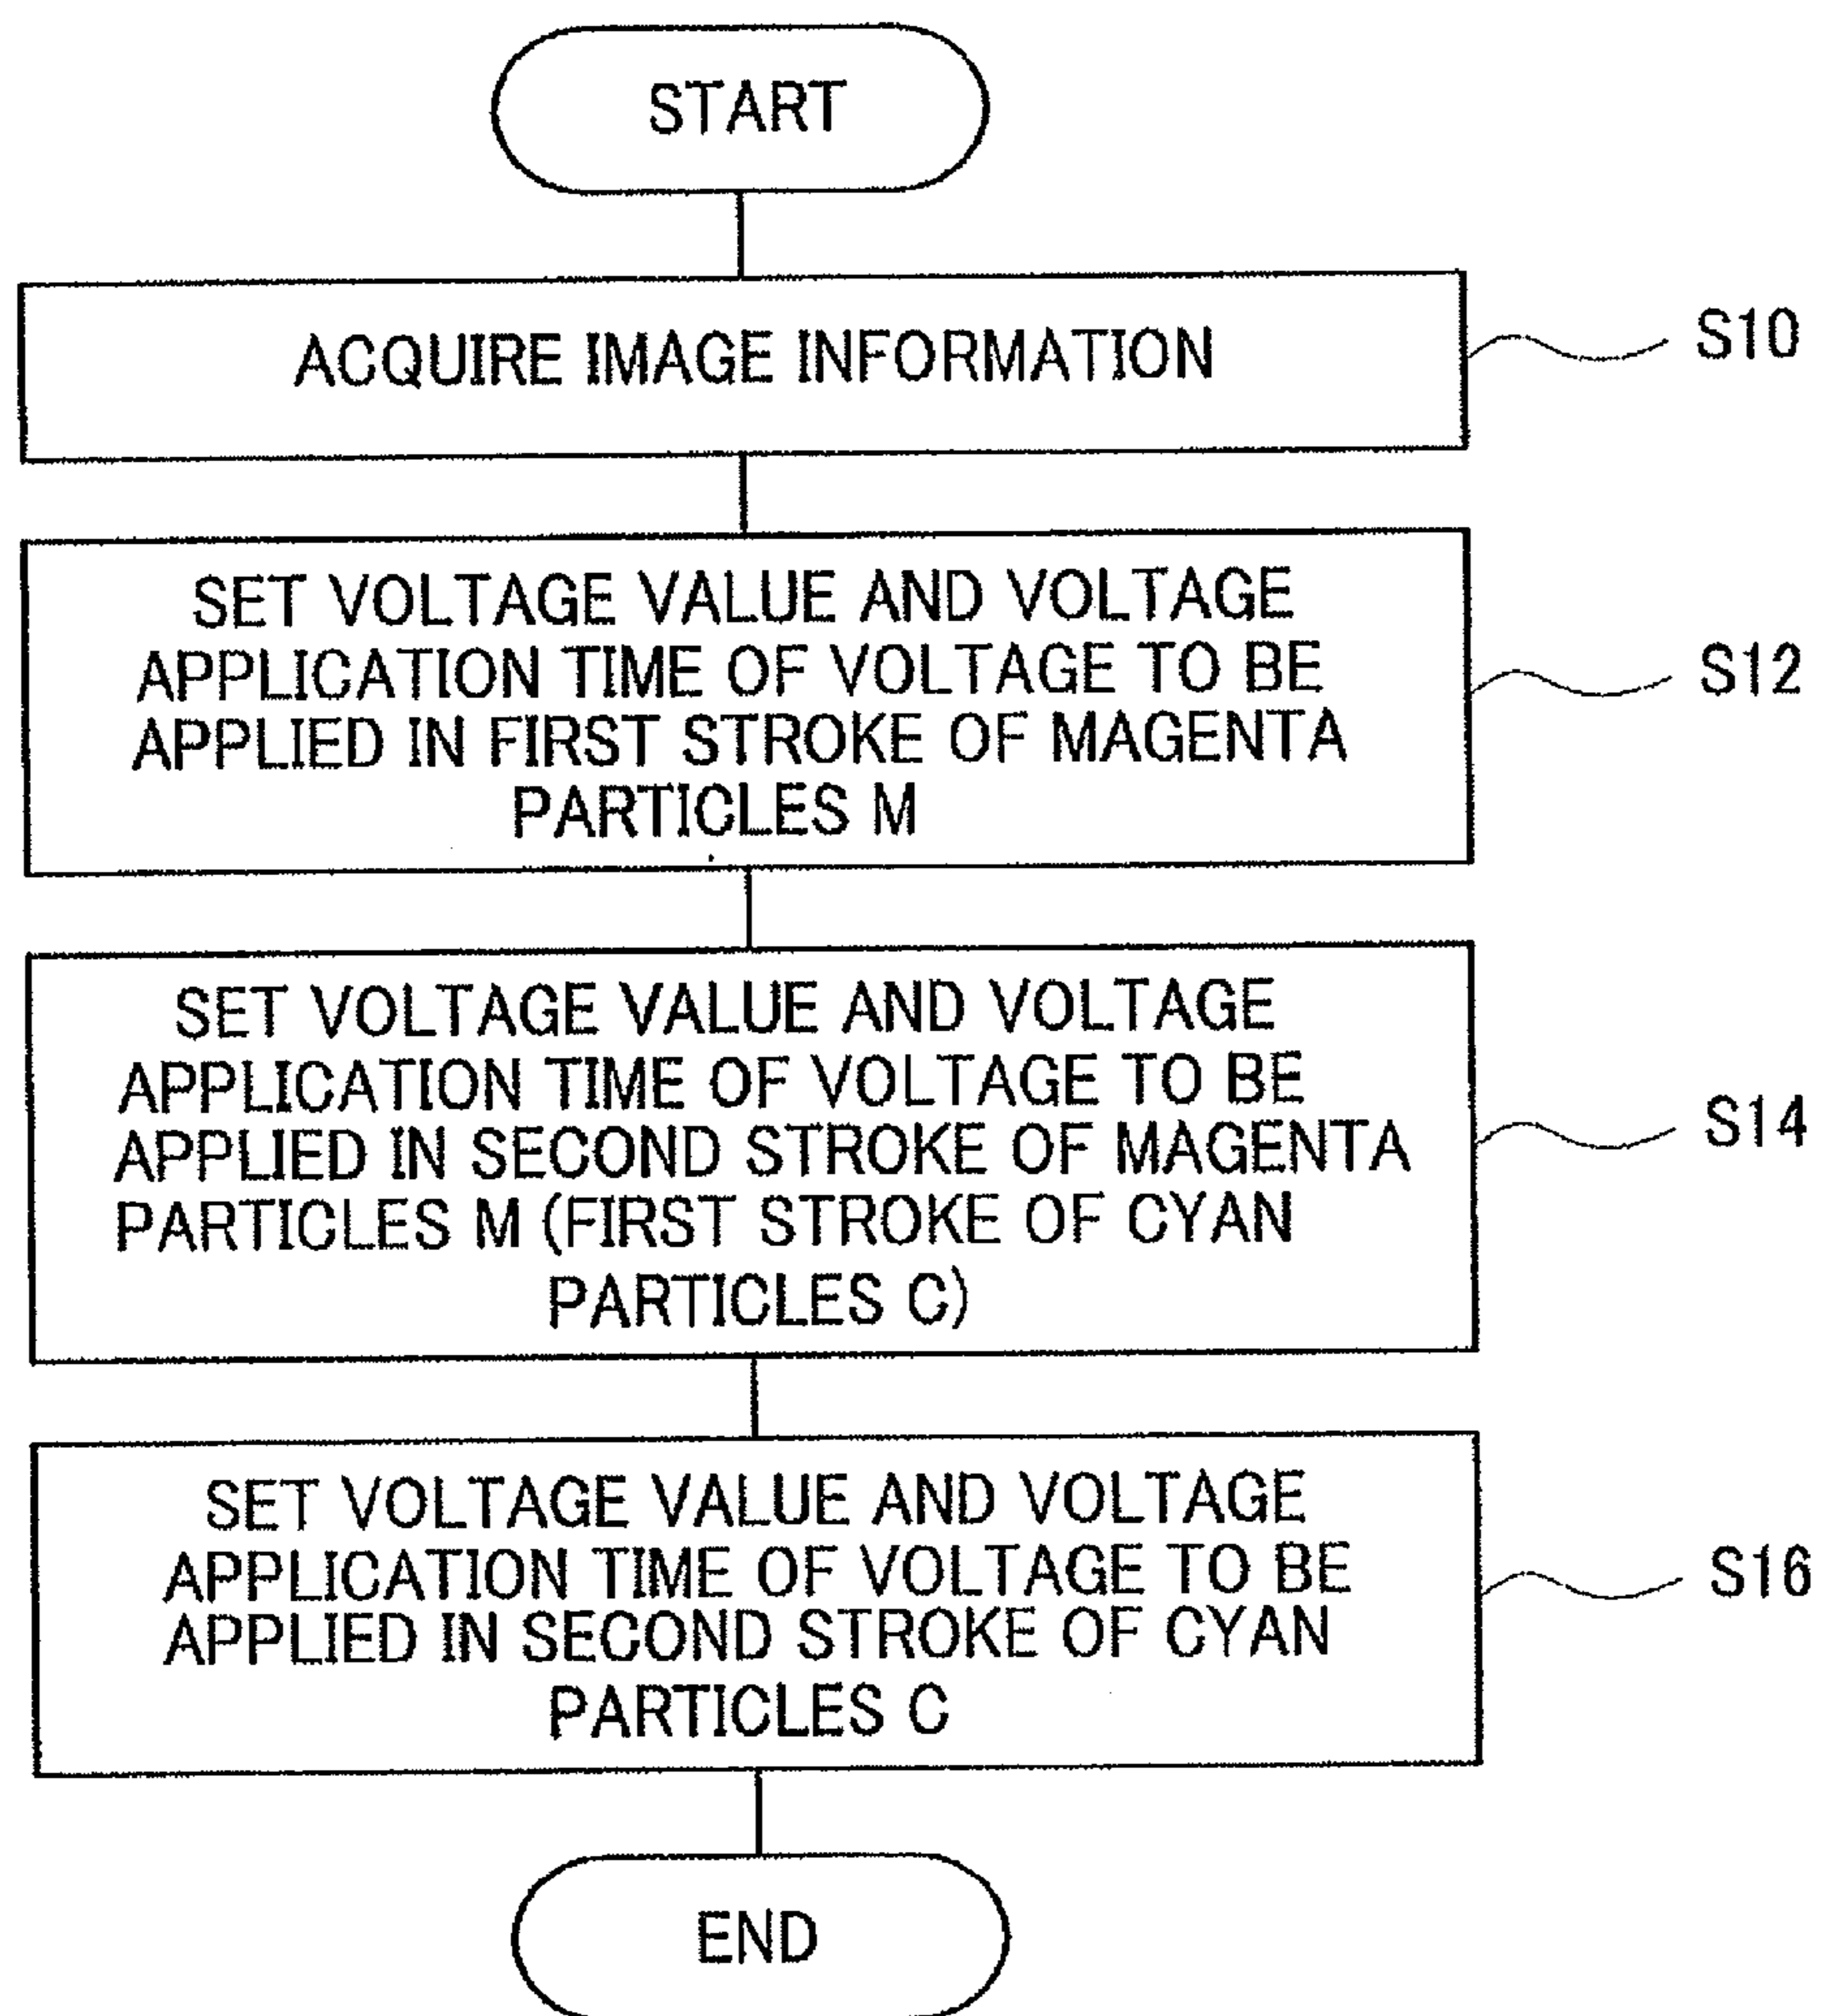 START
ACQUIRE IMAGE INFORMATION
S10
SET VOLTAGE VALUE AND VOLTAGE
APPLICATION TIME OF VOLTAGE TO BE
APPLIED IN FIRST STROKE OF MAGENTA
PARTICLES M
S12
SET VOLTAGE VALUE AND VOLTAGE
APPLICATION TIME OF VOLTAGE TO BE
APPLIED IN SECOND STROKE OF MAGENTA
PARTICLES M (FIRST STROKE OF CYAN
PARTICLES C)
S14
SET VOLTAGE VALUE AND VOLTAGE
APPLICATION TIME OF VOLTAGE TO BE
APPLIED IN SECOND STROKE OF CYAN
PARTICLES C
S16
END